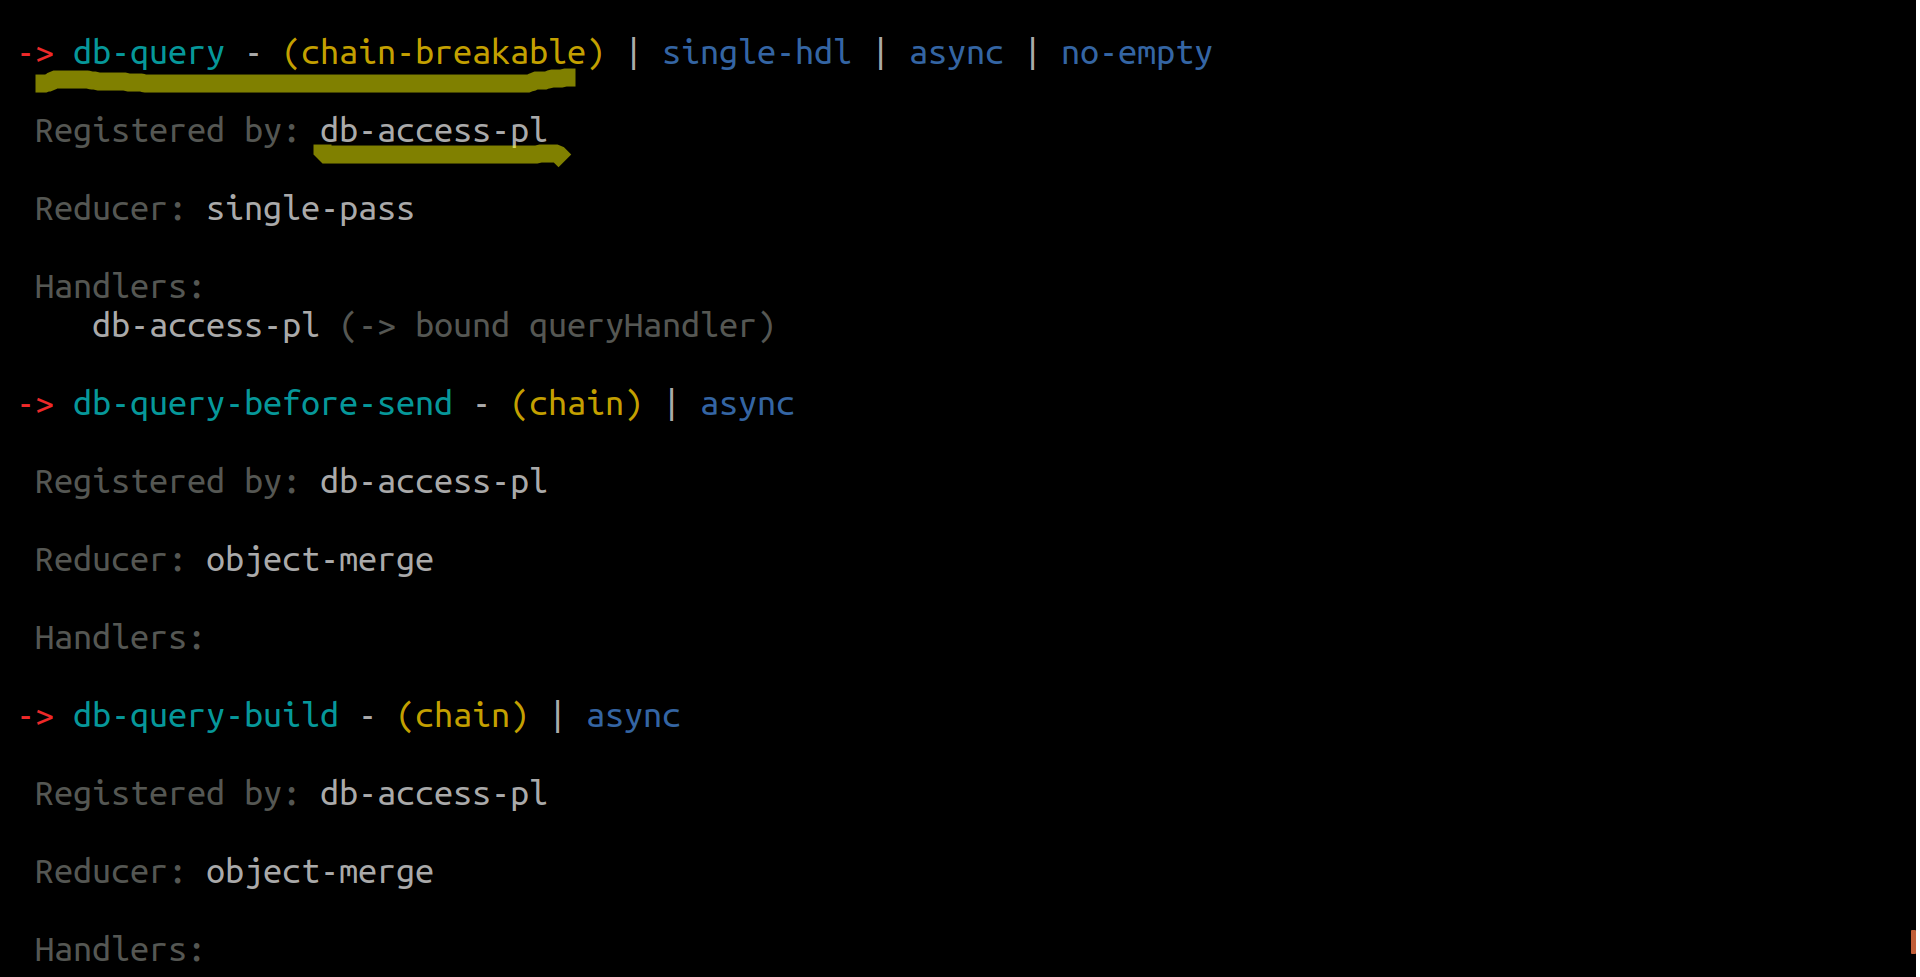 -> db-query - (chain-breakable) | single-hdl | async | no-empty
Registered by: db-access-pl
Reducer: single-pass
Handlers:
db-access-pl (-> bound queryHandler)
-> db-query-before-send - (chain) | async
Registered by: db-access-pl
Reducer: object-merge
Handlers:
-> db-query-build - (chain) | async
Registered by: db-access-pl
Reducer: object-merge
Handlers: